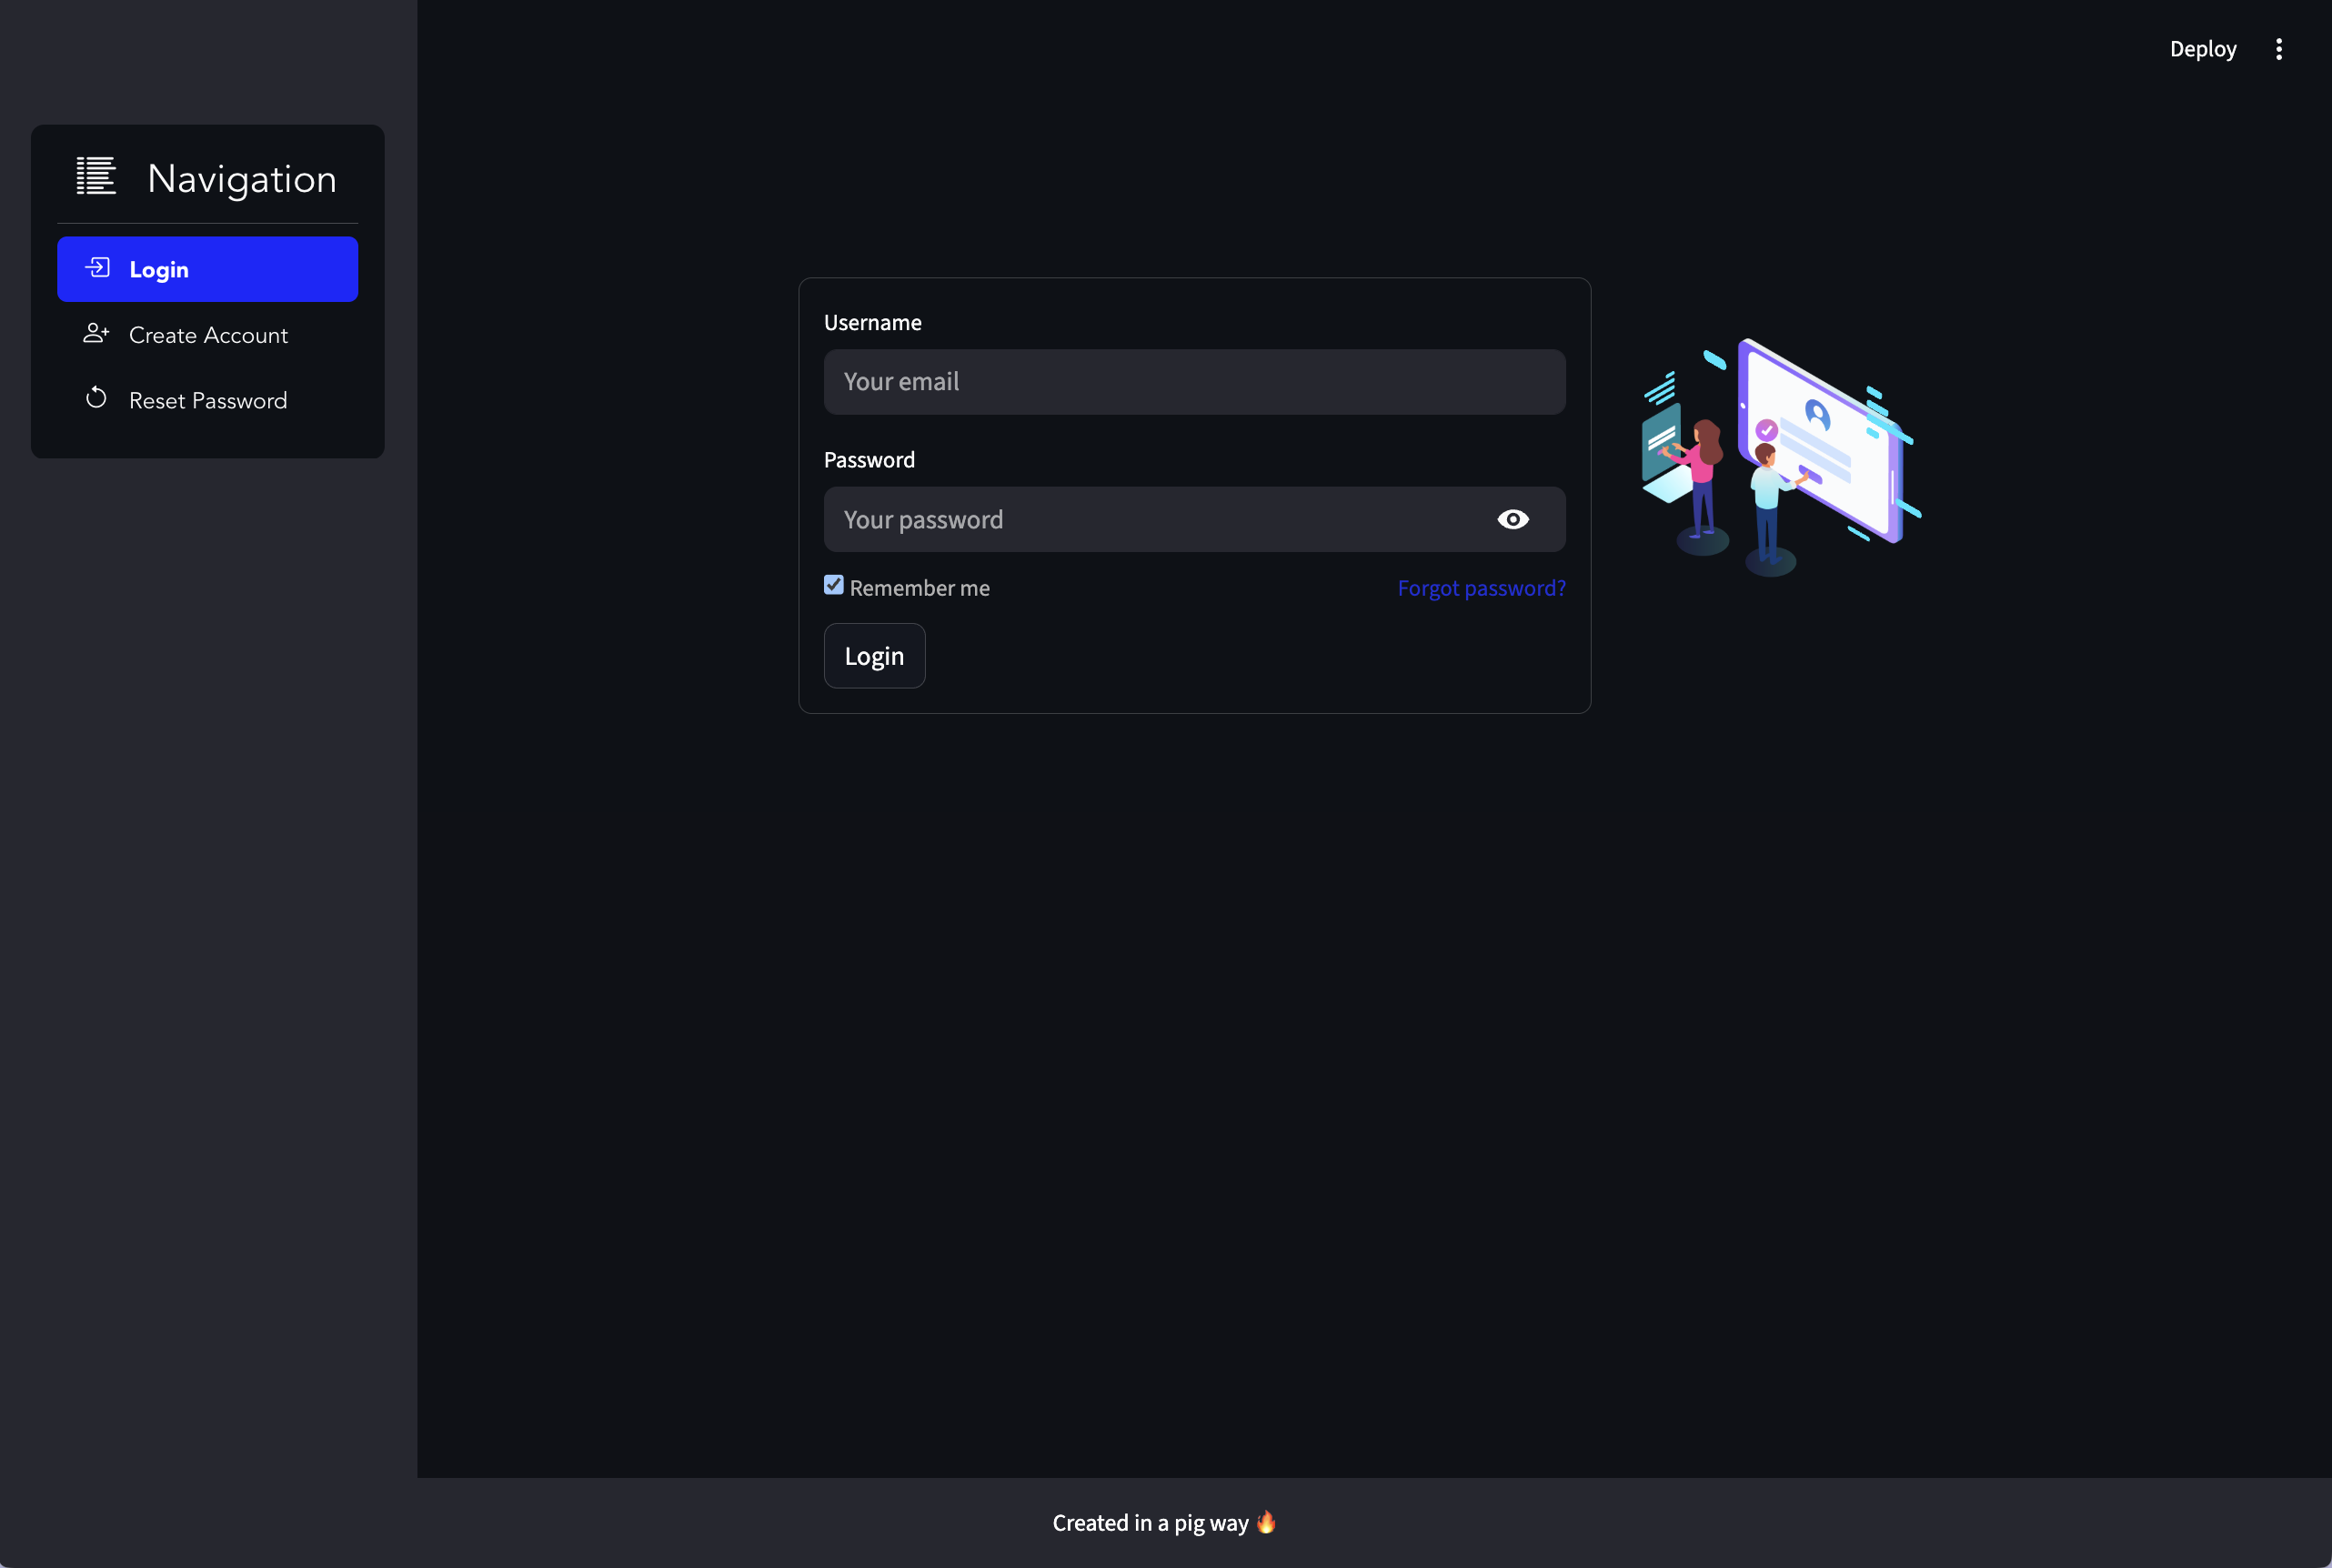 Deploy
Navigation
Login
Create Account
Reset Password
Username
Your email
Password
Your password
Remember me
Forgot password?
Login
Created in a pig way 🔥